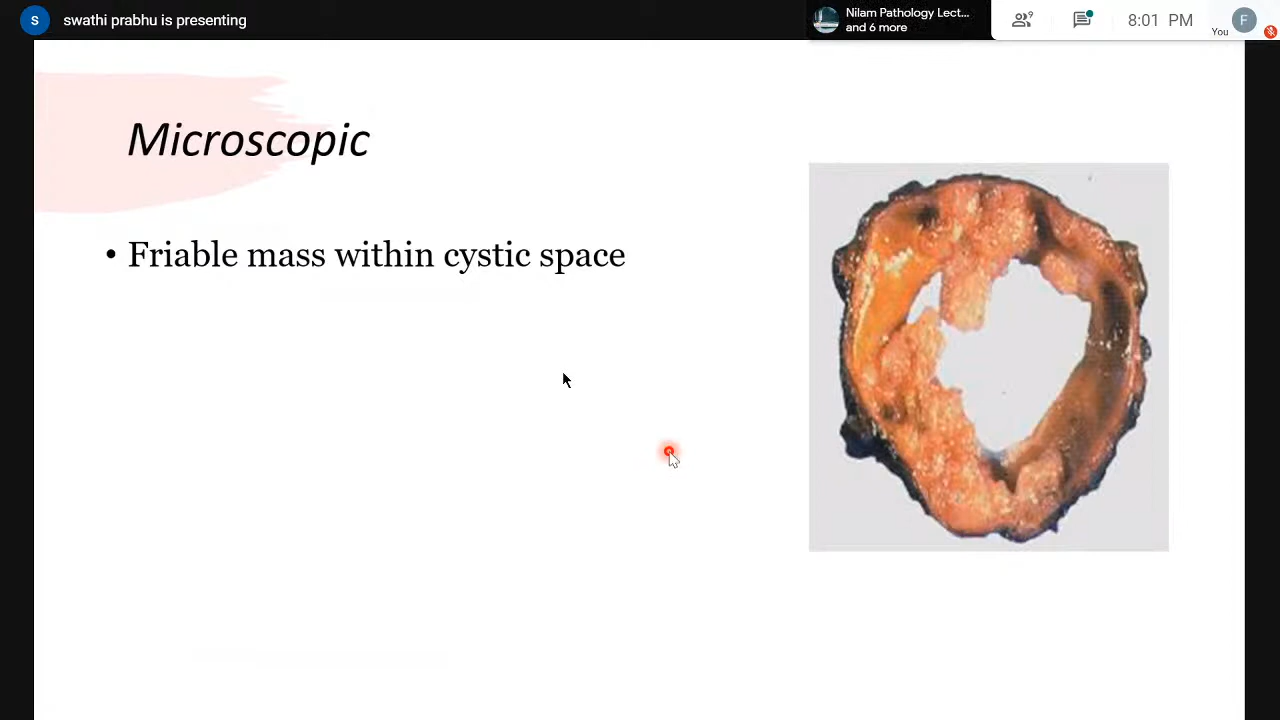 S swathi prabhu is presenting
Nilam Pathology Lect...
and 6 more
9
8:01 PM
You
F
Microscopic
• Friable mass within cystic space